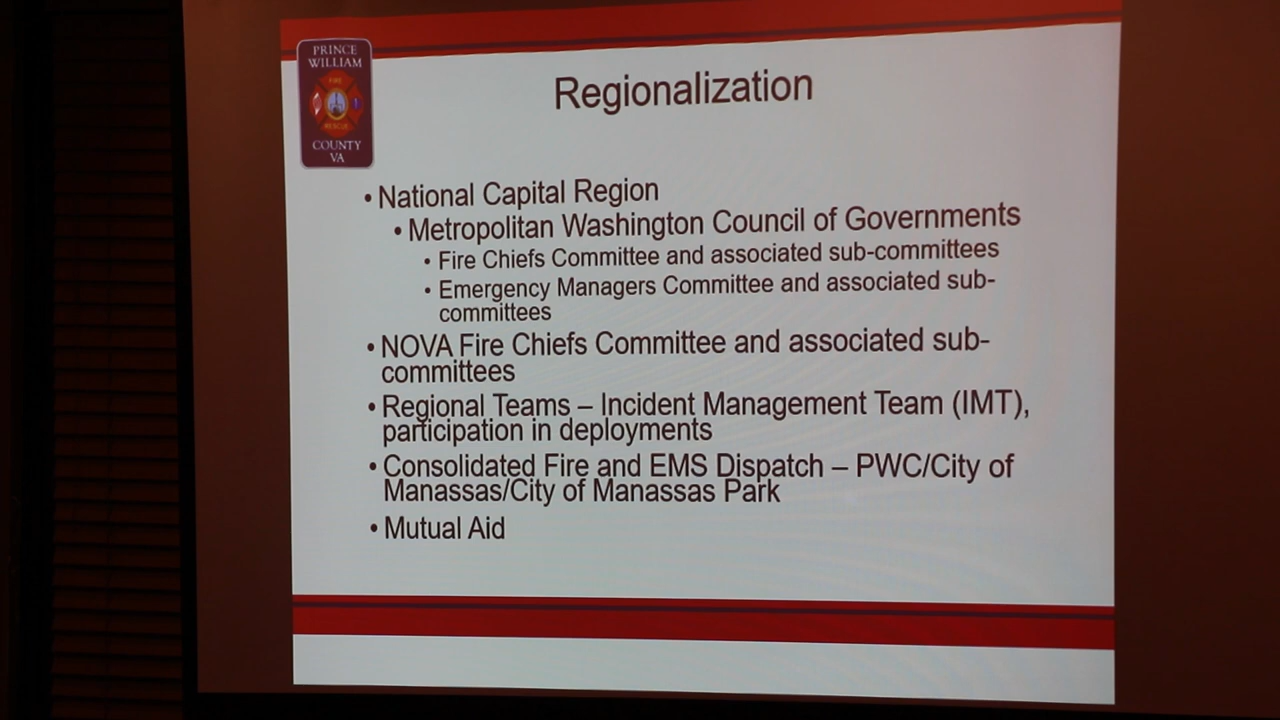 PRINCE
WILLIAM
FIRE
RESCUE
COUNTY
VA
Regionalization
• National Capital Region
• Metropolitan Washington Council of Governments
• Fire Chiefs Committee and associated sub-committees
• Emergency Managers Committee and associated sub-
committees
• NOVA Fire Chiefs Committee and associated sub-
committees
• Regional Teams – Incident Management Team (IMT),
participation in deployments
• Consolidated Fire and EMS Dispatch – PWC/City of
Manassas/City of Manassas Park
• Mutual Aid